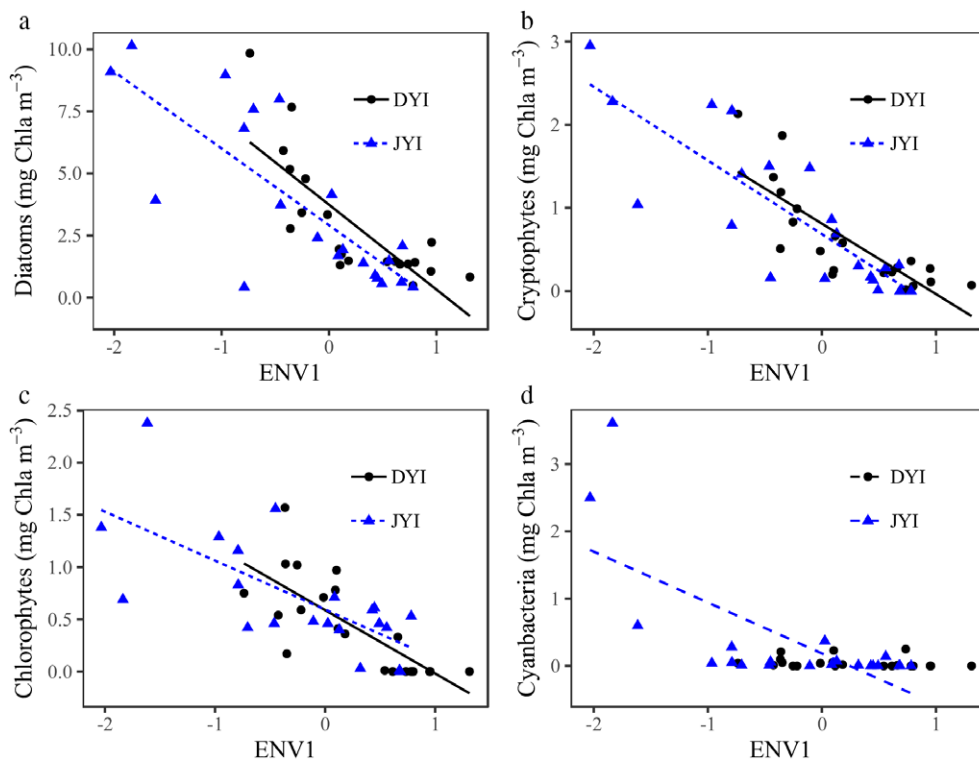 a
Diatoms (mg Chla m⁻³)
10.0
7.5
5.0
2.5
0.0
DYI
JYI
-2 -1 0 1
ENV1
b
Cryptophytes (mg Chla m⁻³)
3
2
1
0
DYI
JYI
-2 -1 0 1
ENV1
c
Chlorophytes (mg Chla m⁻³)
2.5
2.0
1.5
1.0
0.5
0.0
DYI
JYI
-2 -1 0 1
ENV1
d
Cyanbacteria (mg Chla m⁻³)
3
2
1
0
DYI
JYI
-2 -1 0 1
ENV1